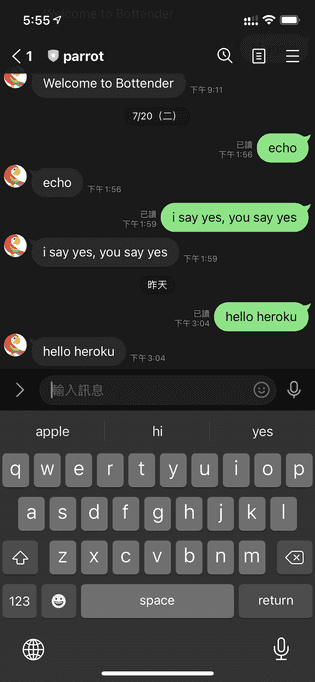 5:55
1 parrot
Welcome to Bottender
下午9:11
7/20（二）
已讀
下午1:56
echo
echo
下午1:56
已讀
下午1:59
i say yes, you say yes
i say yes, you say yes
下午1:59
昨天
已讀
下午3:04
hello heroku
hello heroku
下午3:04
輸入訊息
apple hi yes
q w e r t y u i o p
a s d f g h j k l
z x c v b n m
123 space return